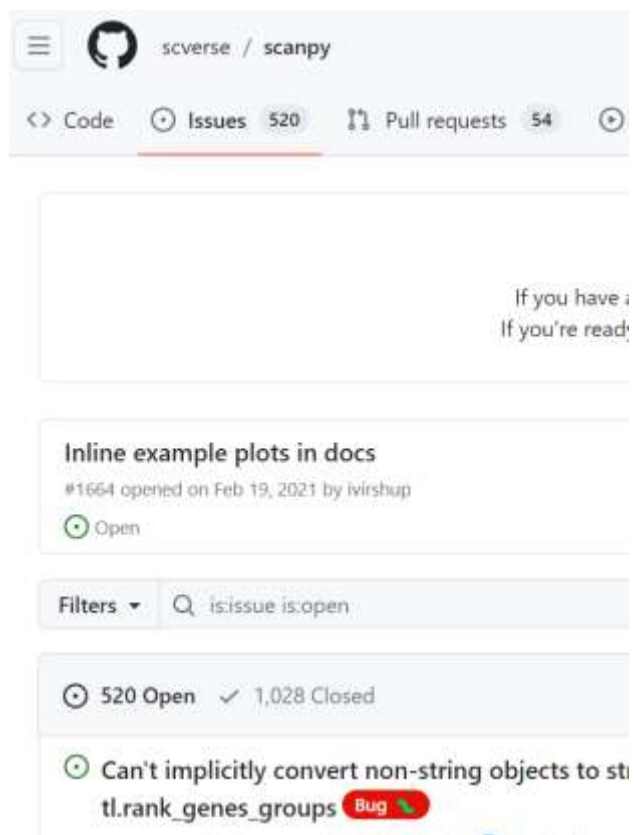 scverse / scanpy
<> Code Issues 520 Pull requests 54
If you have
If you're ready
Inline example plots in docs
#1664 opened on Feb 19, 2021 by ivirshup
Open
Filters is:issue is:open
520 Open 1,028 Closed
Can't implicitly convert non-string objects to
tl.rank_genes_groups Bug